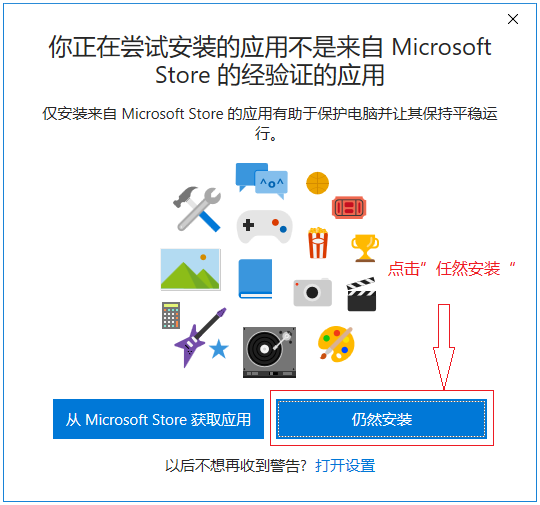 你正在尝试安装的应用不是来自 Microsoft
Store 的经验证的应用
仅安装来自 Microsoft Store 的应用有助于保护电脑并让其保持平稳运
行。
^o^
点击”任然安装“
从 Microsoft Store 获取应用
仍然安装
以后不想再收到警告? 打开设置